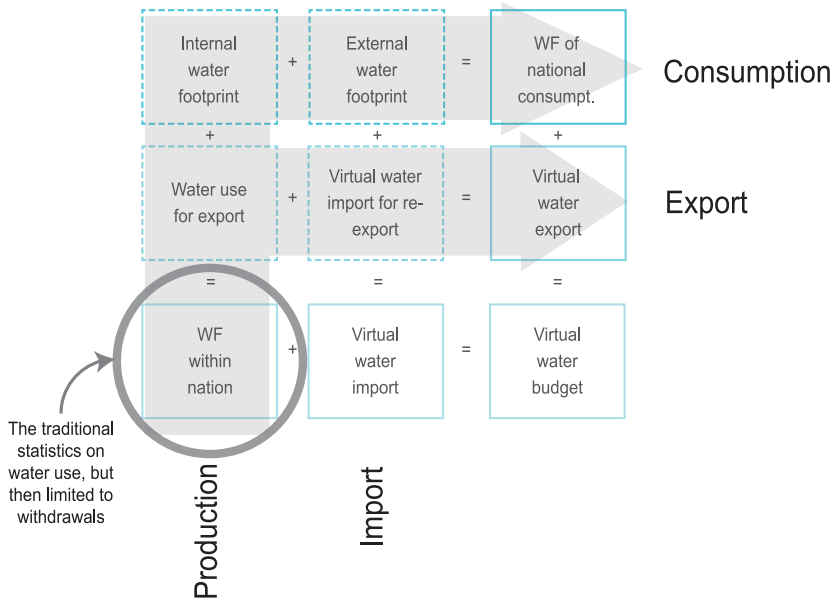 Internal
water
footprint
+
External
water
footprint
=
WF of
national
consumpt.
Consumption
+
+
+
Water use
for export
+
Virtual water
import for re-
export
=
Virtual
water
export
Export
=
=
=
WF
within
nation
+
Virtual
water
import
=
Virtual
water
budget
The traditional
statistics on
water use, but
then limited to
withdrawals
Production
Import